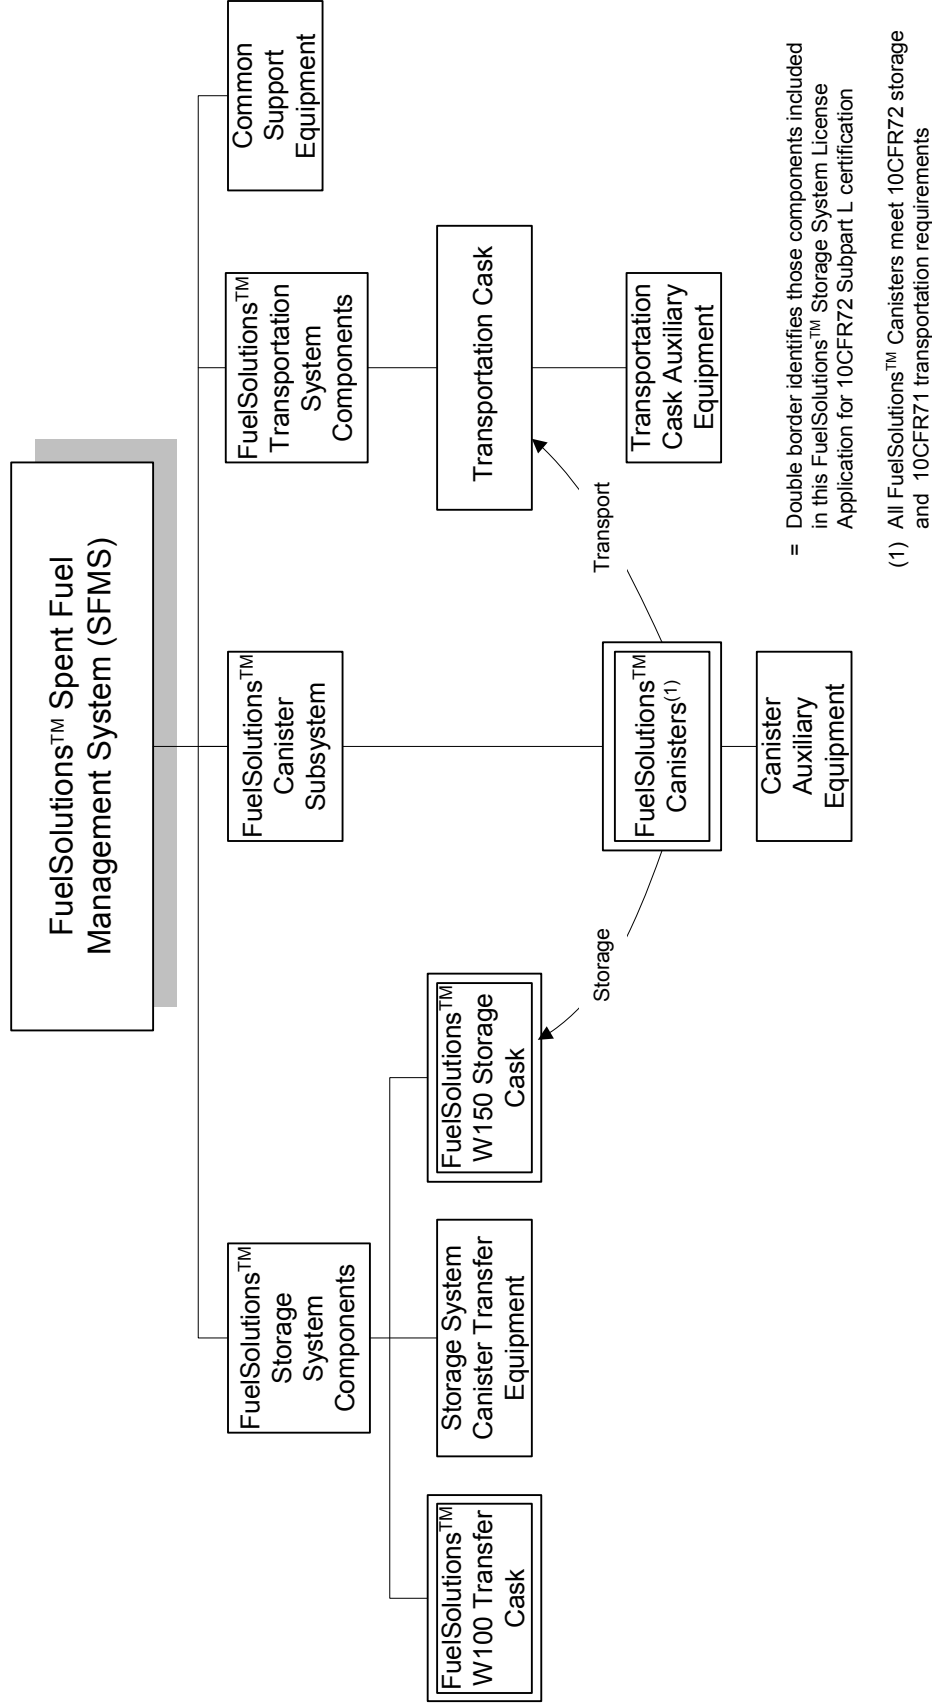 FuelSolutions™ Spent Fuel
Management System (SFMS)
FuelSolutions™
Storage
System
Components
FuelSolutions™
Canister
Subsystem
FuelSolutions™
Transportation
System
Components
Common
Support
Equipment
FuelSolutions™
W100 Transfer
Cask
Storage System
Canister Transfer
Equipment
FuelSolutions™
W150 Storage
Cask
Transportation Cask
Storage
Transport
FuelSolutions™
Canisters(1)
Transportation
Cask Auxiliary
Equipment
Canister
Auxiliary
Equipment
= Double border identifies those components included
in this FuelSolutions™ Storage System License
Application for 10CFR72 Subpart L certification
(1) All FuelSolutions™ Canisters meet 10CFR72 storage
and 10CFR71 transportation requirements